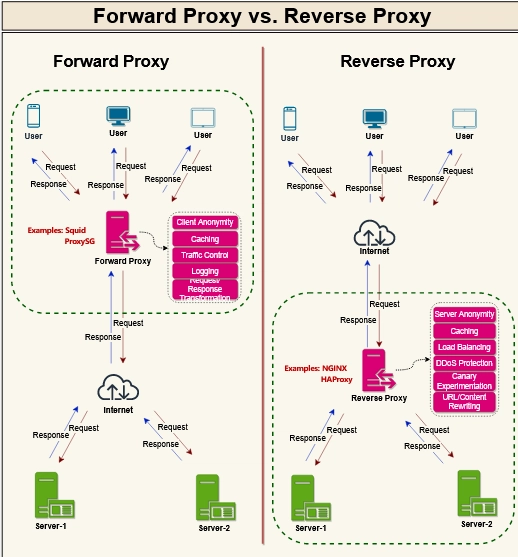 Forward Proxy vs. Reverse Proxy
Forward Proxy
User
User
User
Request
Response
Request
Response
Request
Response
Examples: Squid
ProxySG
Forward Proxy
Client Anonymity
Caching
Traffic Control
Logging
Request/
Response
Transformation
Request
Response
Internet
Request
Response
Request
Response
Server-1
Server-2
Reverse Proxy
User
User
User
Request
Response
Request
Response
Request
Response
Internet
Request
Response
Examples: NGINX
HAProxy
Reverse Proxy
Server Anonymity
Caching
Load Balancing
DDoS Protection
Canary
Experimentation
URL/Content
Rewriting
Request
Response
Request
Response
Server-1
Server-2